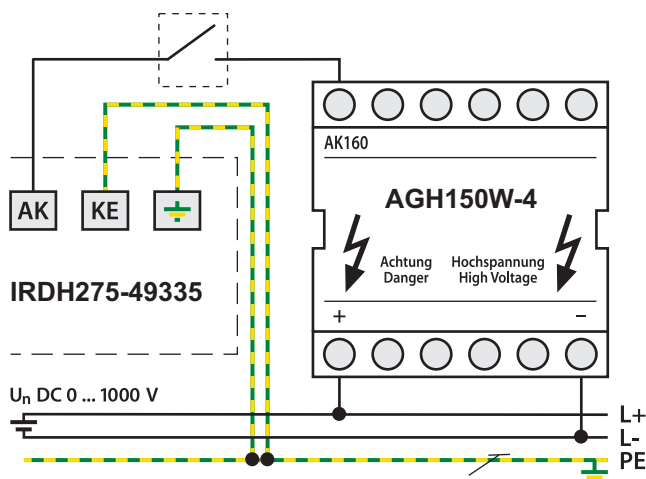 AK160
AGH150W-4
AK
KE
Achtung Hochspannung
Danger High Voltage
IRDH275-49335
+ −
Un DC 0 ... 1000 V
L+
L-
PE